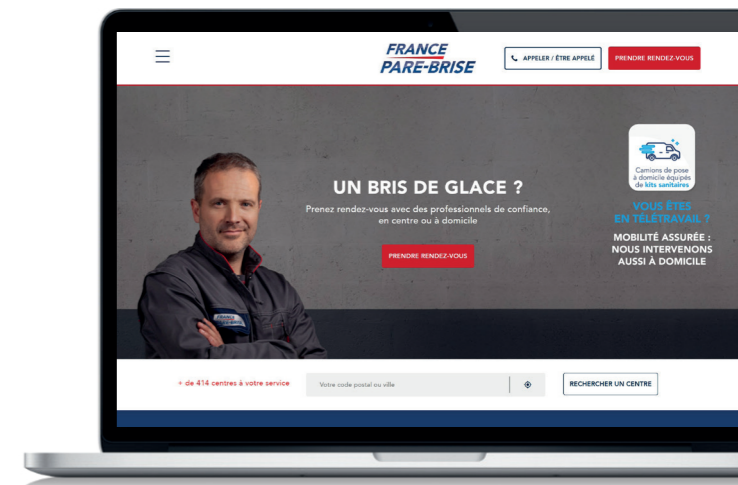 FRANCE
PARE-BRISE
APPELER / ÊTRE APPELÉ
PRENDRE RENDEZ-VOUS
UN BRIS DE GLACE ?
Prenez rendez-vous avec des professionnels de confiance,
en centre ou à domicile
PRENDRE RENDEZ-VOUS
Camions de pose
à domicile équipés
de kits sanitaires
VOUS ÊTES
EN TÉLÉTRAVAIL ?
MOBILITÉ ASSURÉE :
NOUS INTERVENONS
AUSSI À DOMICILE
FRANCE
PARE-BRISE
+ de 414 centres à votre service
Votre code postal ou ville
RECHERCHER UN CENTRE